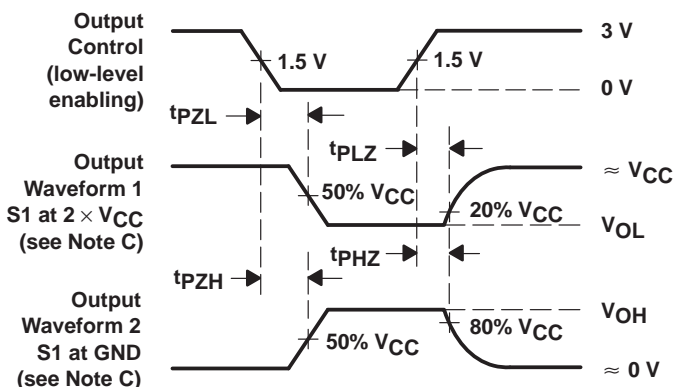 Output
Control
(low-level
enabling)
1.5 V
1.5 V
3 V
0 V
tPZL
tPLZ
Output
Waveform 1
S1 at 2 × VCC
(see Note C)
50% VCC
20% VCC
≈ VCC
VOL
tPZH
tPHZ
Output
Waveform 2
S1 at GND
(see Note C)
50% VCC
80% VCC
VOH
≈ 0 V